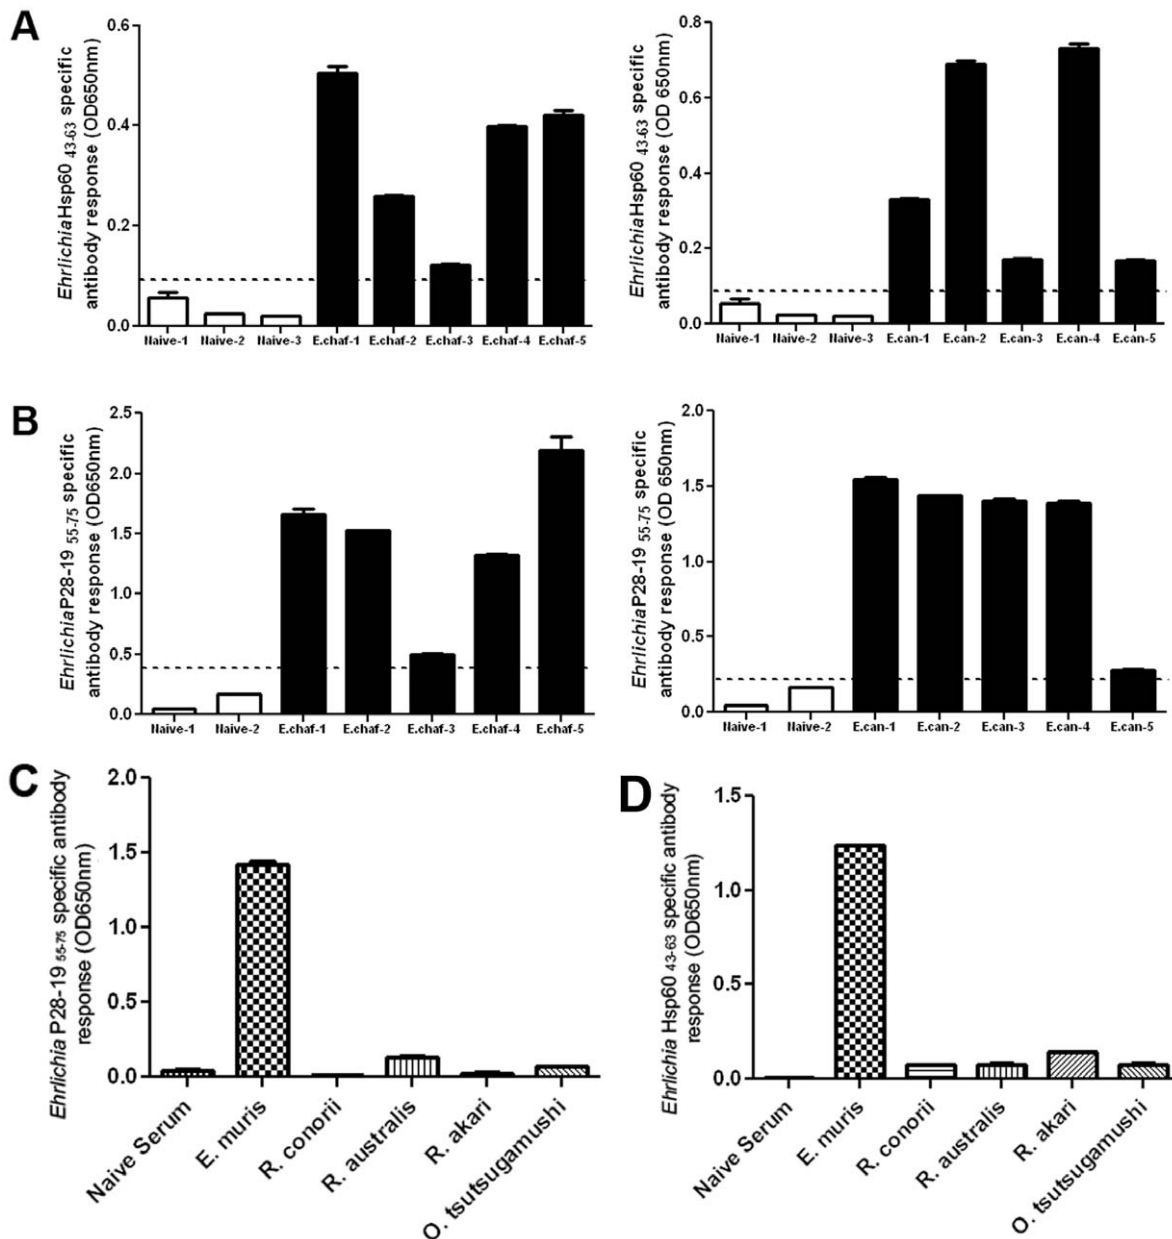 A
Ehrlichia Hsp60 43-63 specific
antibody response (OD650nm)
0.6
0.4
0.2
0.0
Naive-1 Naive-2 Naive-3 E.chaf-1 E.chaf-2 E.chaf-3 E.chaf-4 E.chaf-5
Ehrlichia Hsp60 43-63 specific
antibody response (OD 650nm)
0.8
0.6
0.4
0.2
0.0
Naive-1 Naive-2 Naive-3 E.can-1 E.can-2 E.can-3 E.can-4 E.can-5
B
Ehrlichia P28-19 55-75 specific
antibody response (OD650nm)
2.5
2.0
1.5
1.0
0.5
0.0
Naive-1 Naive-2 E.chaf-1 E.chaf-2 E.chaf-3 E.chaf-4 E.chaf-5
Ehrlichia P28-19 55-75 specific
antibody response (OD 650nm)
2.0
1.5
1.0
0.5
0.0
Naive-1 Naive-2 E.can-1 E.can-2 E.can-3 E.can-4 E.can-5
C
Ehrlichia P28-19 55-75 specific antibody
response (OD650nm)
2.0
1.5
1.0
0.5
0.0
Naive Serum
E. muris
R. conorii
R. australis
R. akari
O. tsutsugamushi
D
Ehrlichia Hsp60 43-63 specific antibody
response (OD650nm)
1.5
1.0
0.5
0.0
Naive Serum
E. muris
R. conorii
R. australis
R. akari
O. tsutsugamushi